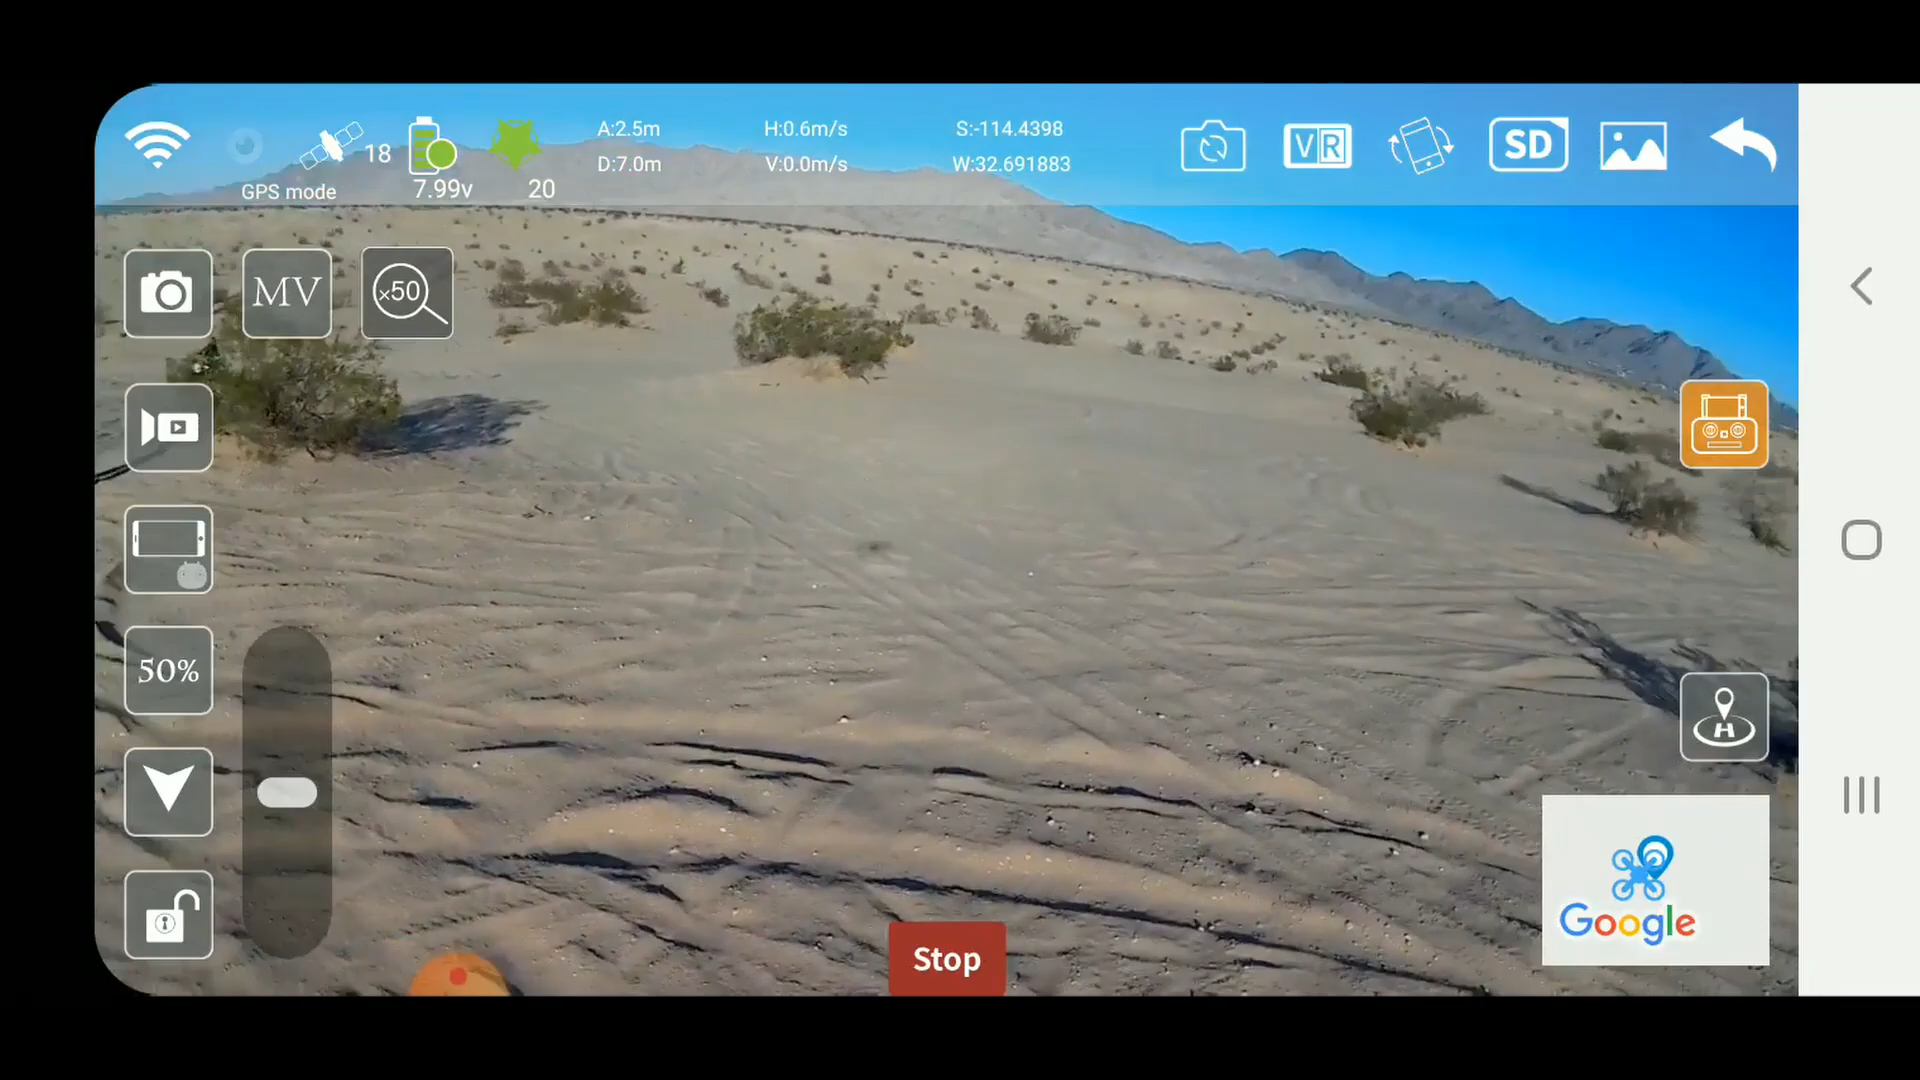 18
GPS mode
7.99v
20
A:2.5m
D:7.0m
H:0.6m/s
V:0.0m/s
S:-114.4398
W:32.691883
VR
SD
MV
×50
50%
H
Stop
Google